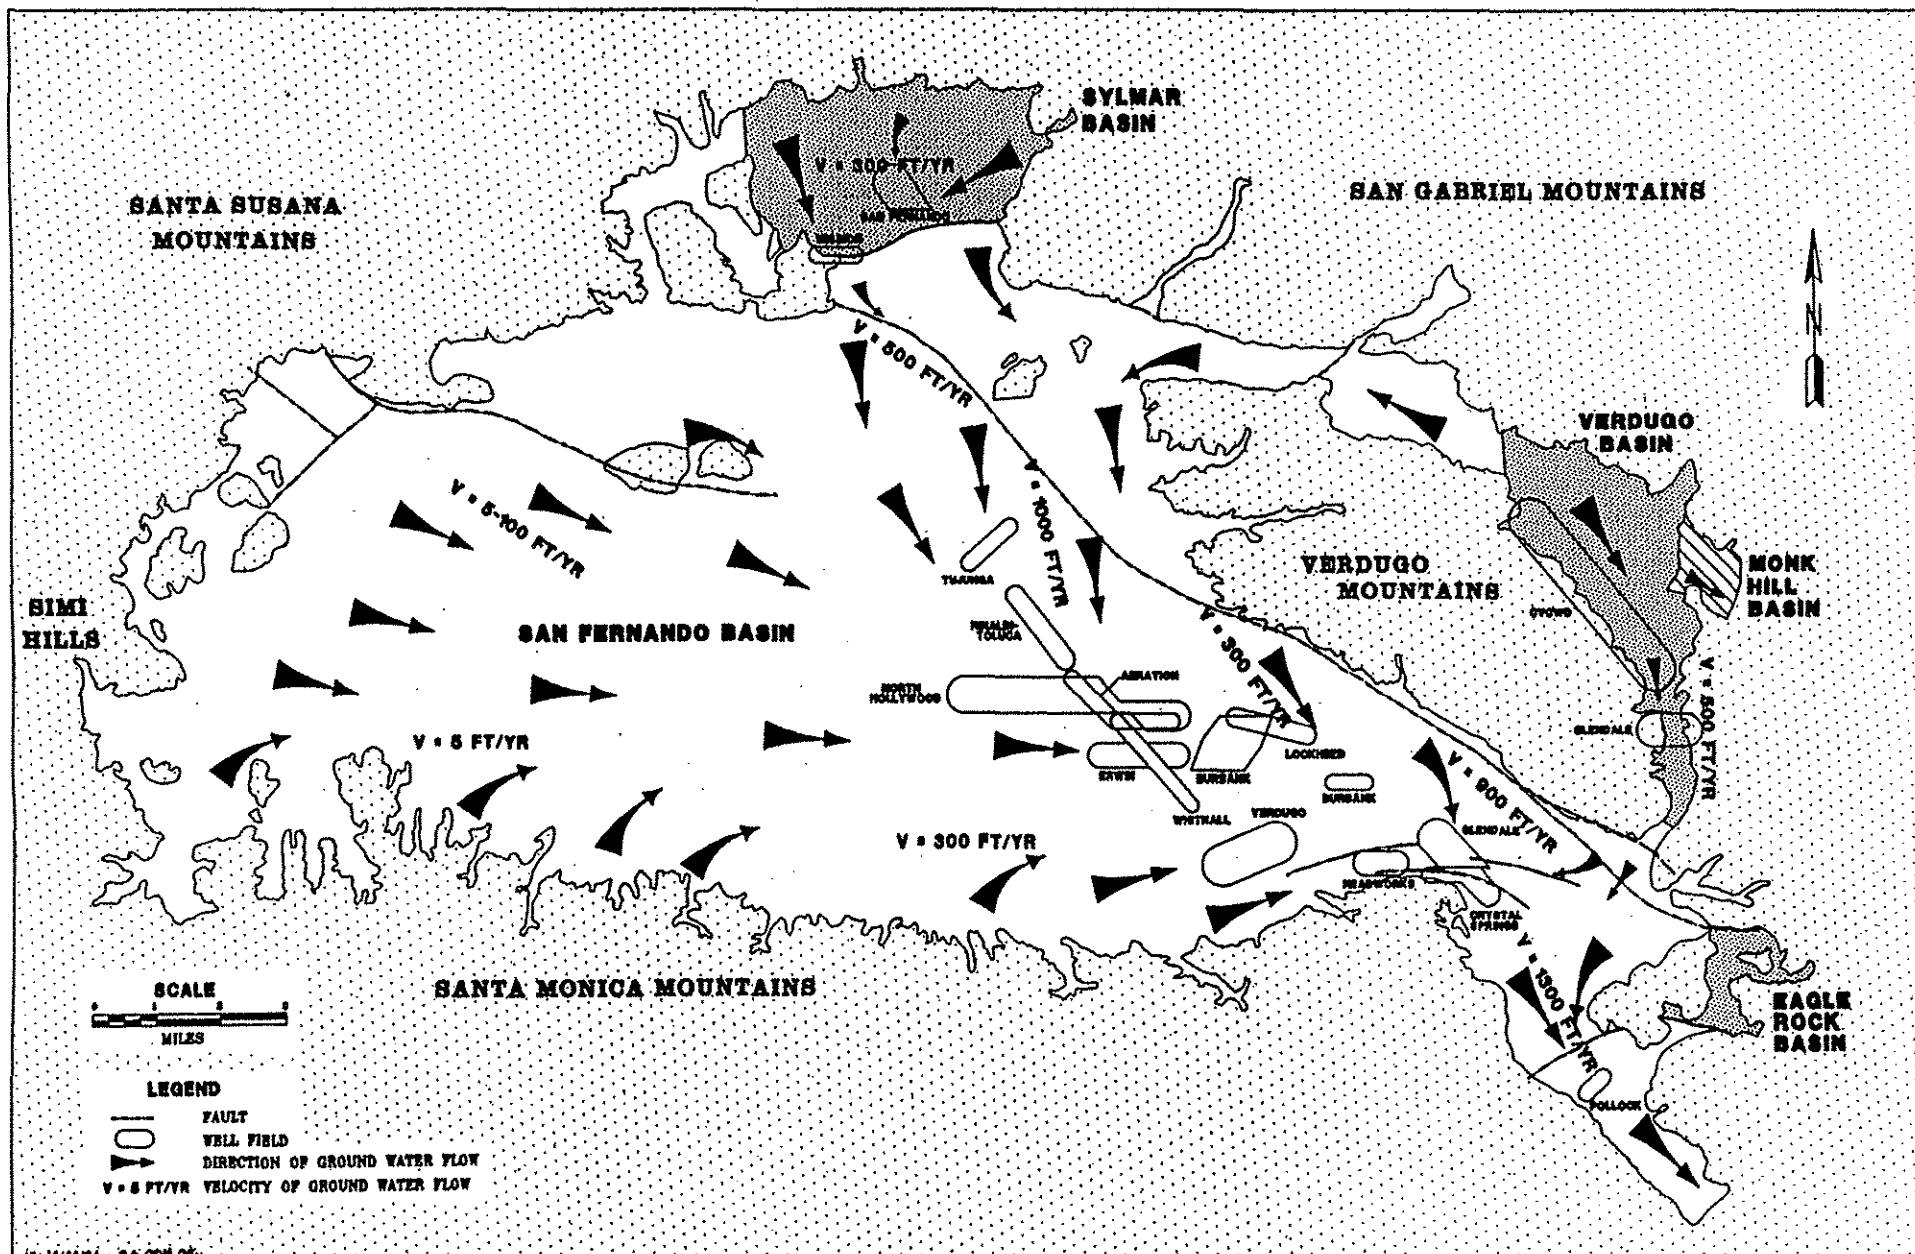 SYLMAR
BASIN
V = 300 FT/YR
SAN FERNANDO
SANTA SUSANA
MOUNTAINS
SAN GABRIEL MOUNTAINS
N
V = 500 FT/YR
VERDUGO
BASIN
V = 5-100 FT/YR
V = 1000 FT/YR
TUJUNGA
VERDUGO
MOUNTAINS
MONK
HILL
BASIN
CVCWD
SIMI
HILLS
SAN FERNANDO BASIN
RINALDI-
TOLUCA
V = 300 FT/YR
AERATION
NORTH
HOLLYWOOD
V = 500 FT/YR
GLENDALE
V = 5 FT/YR
LOCKHEED
ERWIN
BURBANK
BURBANK
V = 900 FT/YR
WHITNALL
VERDUGO
GLENDALE
V = 300 FT/YR
HEADWORKS
CRYSTAL
SPRINGS
V = 1300 FT/YR
SANTA MONICA MOUNTAINS
EAGLE
ROCK
BASIN
SCALE
MILES
POLLOCK
LEGEND
FAULT
WELL FIELD
DIRECTION OF GROUND WATER FLOW
V = 5 FT/YR VELOCITY OF GROUND WATER FLOW